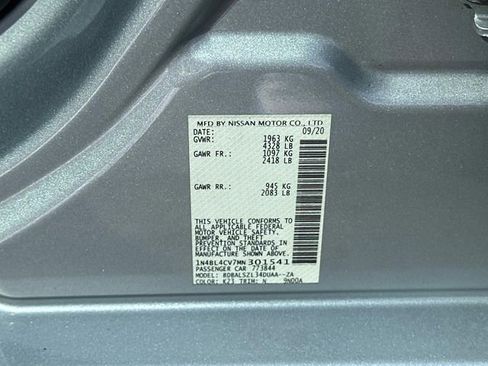 MFD BY NISSAN MOTOR CO., LTD
DATE: 09/20
GVWR: 1963 KG
4328 LB
GAWR FR.: 1097 KG
2418 LB
GAWR RR.: 945 KG
2083 LB
THIS VEHICLE CONFORMS TO
ALL APPLICABLE FEDERAL
MOTOR VEHICLE SAFETY,
BUMPER, AND THEFT
PREVENTION STANDARDS
IN EFFECT ON THE DATE OF
MANUFACTURE SHOWN ABOVE.
1N4BL4CV7MN301541
PASSENGER CAR 773844
MODEL: BDBALSZL34DUAA--ZA
COLOR: K23 TRIM: N 9N00A